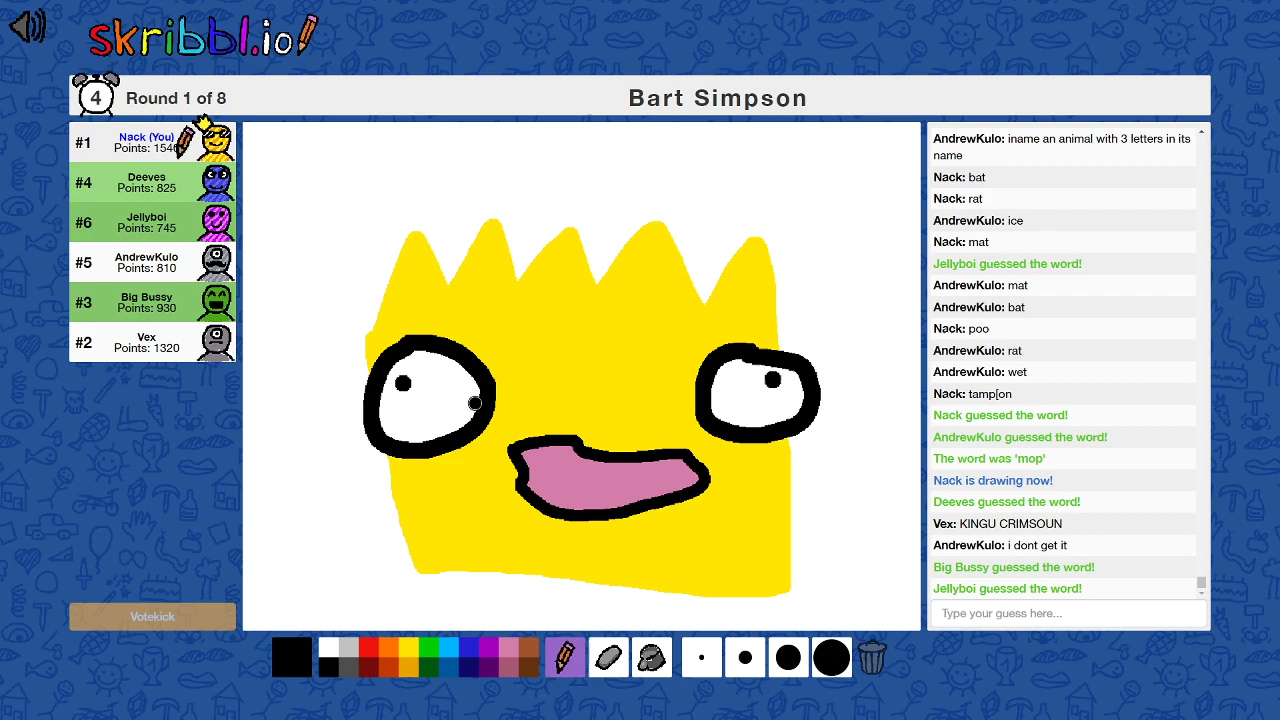 skribbl.io
4
Round 1 of 8
Bart Simpson
#1
Nack (You)
Points: 1540
#4
Deeves
Points: 825
#6
Jellyboi
Points: 745
#5
AndrewKulo
Points: 810
#3
Big Bussy
Points: 930
#2
Vex
Points: 1320
Votekick
AndrewKulo: iname an animal with 3 letters in its
name
Nack: bat
Nack: rat
AndrewKulo: ice
Nack: mat
Jellyboi guessed the word!
AndrewKulo: mat
AndrewKulo: bat
Nack: poo
AndrewKulo: rat
AndrewKulo: wet
Nack: tamp[on
Nack guessed the word!
AndrewKulo guessed the word!
The word was 'mop'
Nack is drawing now!
Deeves guessed the word!
Vex: KINGU CRIMSOUN
AndrewKulo: i dont get it
Big Bussy guessed the word!
Jellyboi guessed the word!
Type your guess here...